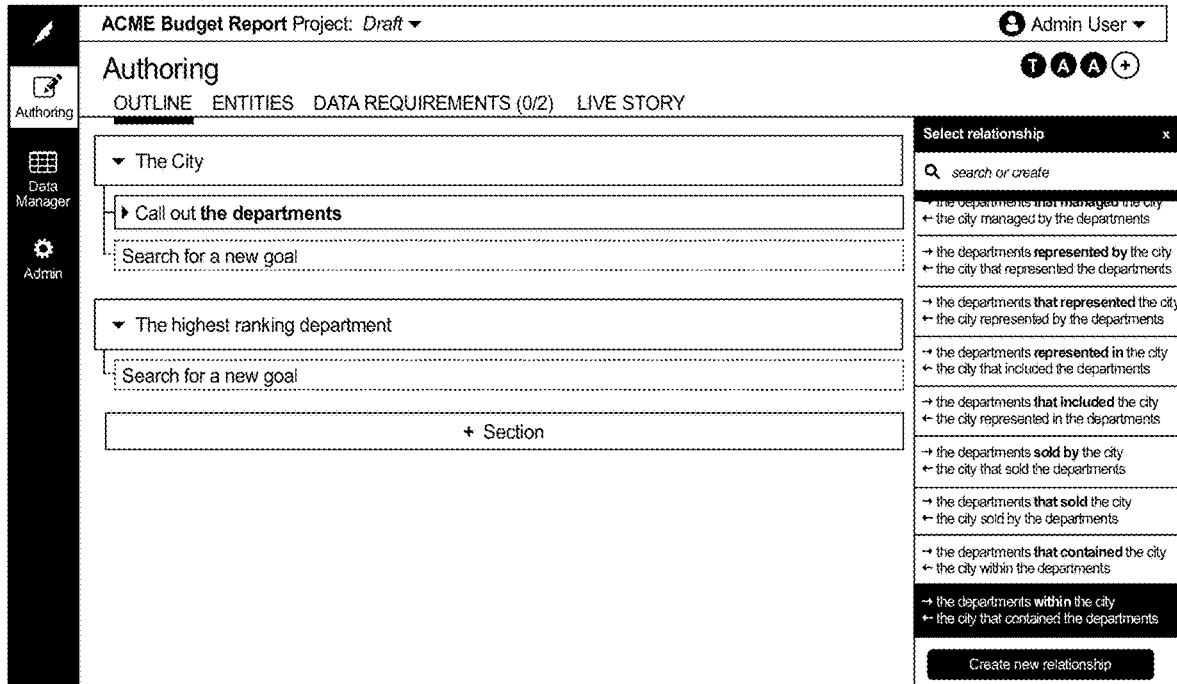 ACME Budget Report Project: Draft
Admin User
Authoring
T A A +
OUTLINE ENTITIES DATA REQUIREMENTS (0/2) LIVE STORY
Authoring
Data
Manager
Admin
The City
Call out the departments
Search for a new goal
The highest ranking department
Search for a new goal
+ Section
Select relationship x
search or create
→ the departments that managed the city
← the city managed by the departments
→ the departments represented by the city
← the city that represented the departments
→ the departments that represented the city
← the city represented by the departments
→ the departments represented in the city
← the city that included the departments
→ the departments that included the city
← the city represented in the departments
→ the departments sold by the city
← the city that sold the departments
→ the departments that sold the city
← the city sold by the departments
→ the departments that contained the city
← the city within the departments
→ the departments within the city
← the city that contained the departments
Create new relationship